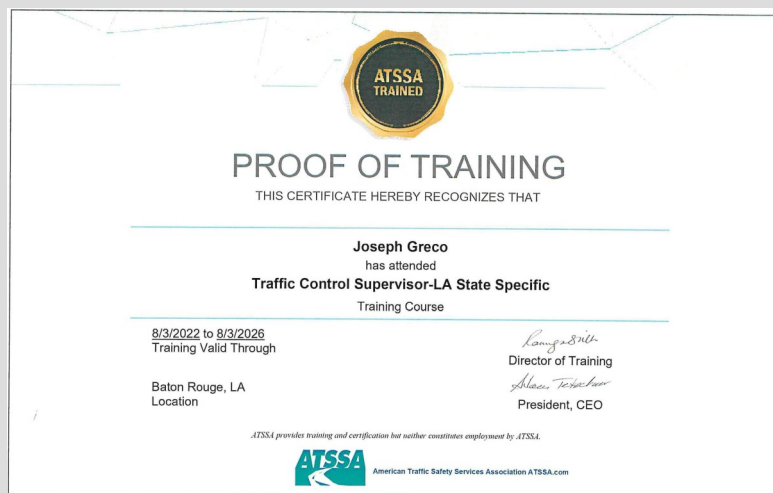 ATSSA
TRAINED
PROOF OF TRAINING
THIS CERTIFICATE HEREBY RECOGNIZES THAT
Joseph Greco
has attended
Traffic Control Supervisor-LA State Specific
Training Course
8/3/2022 to 8/3/2026
Training Valid Through
Director of Training
Baton Rouge, LA
Location
President, CEO
ATSSA provides training and certification but neither constitutes employment by ATSSA.
ATSSA
American Traffic Safety Services Association ATSSA.com